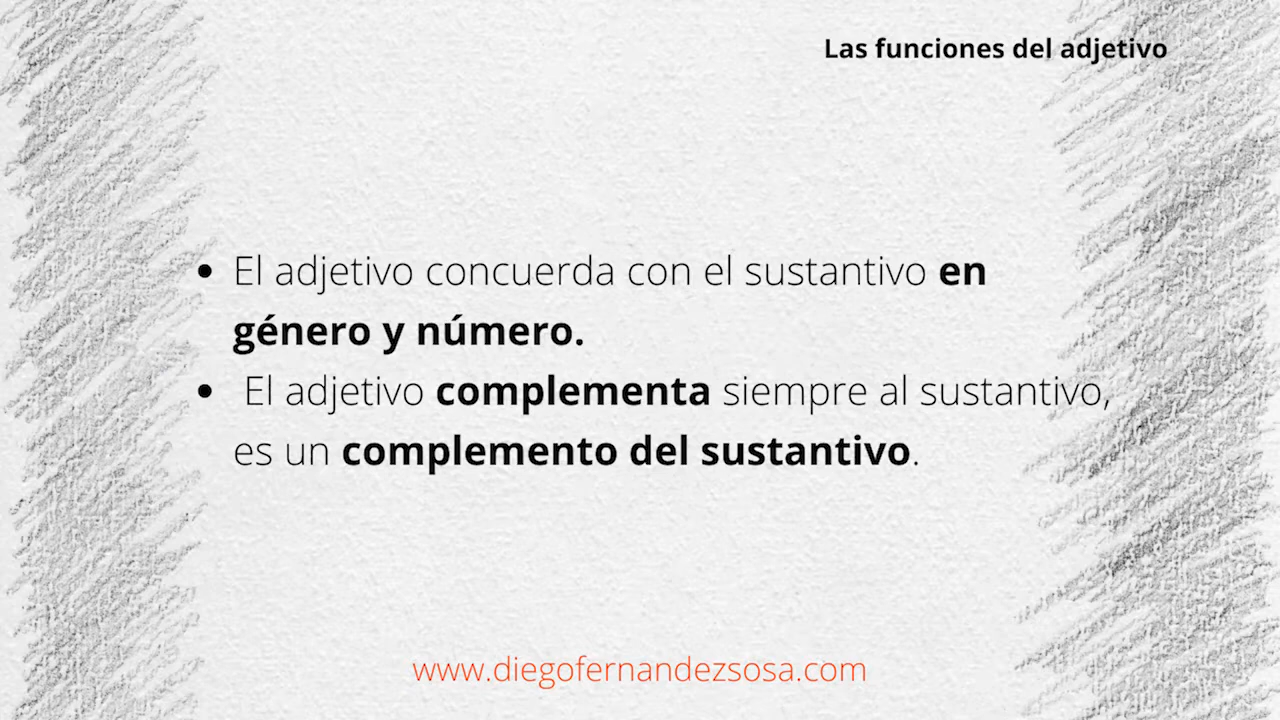 Las funciones del adjetivo
• El adjetivo concuerda con el sustantivo en
género y número.
• El adjetivo complementa siempre al sustantivo,
es un complemento del sustantivo.
www.diegofernandezsosa.com